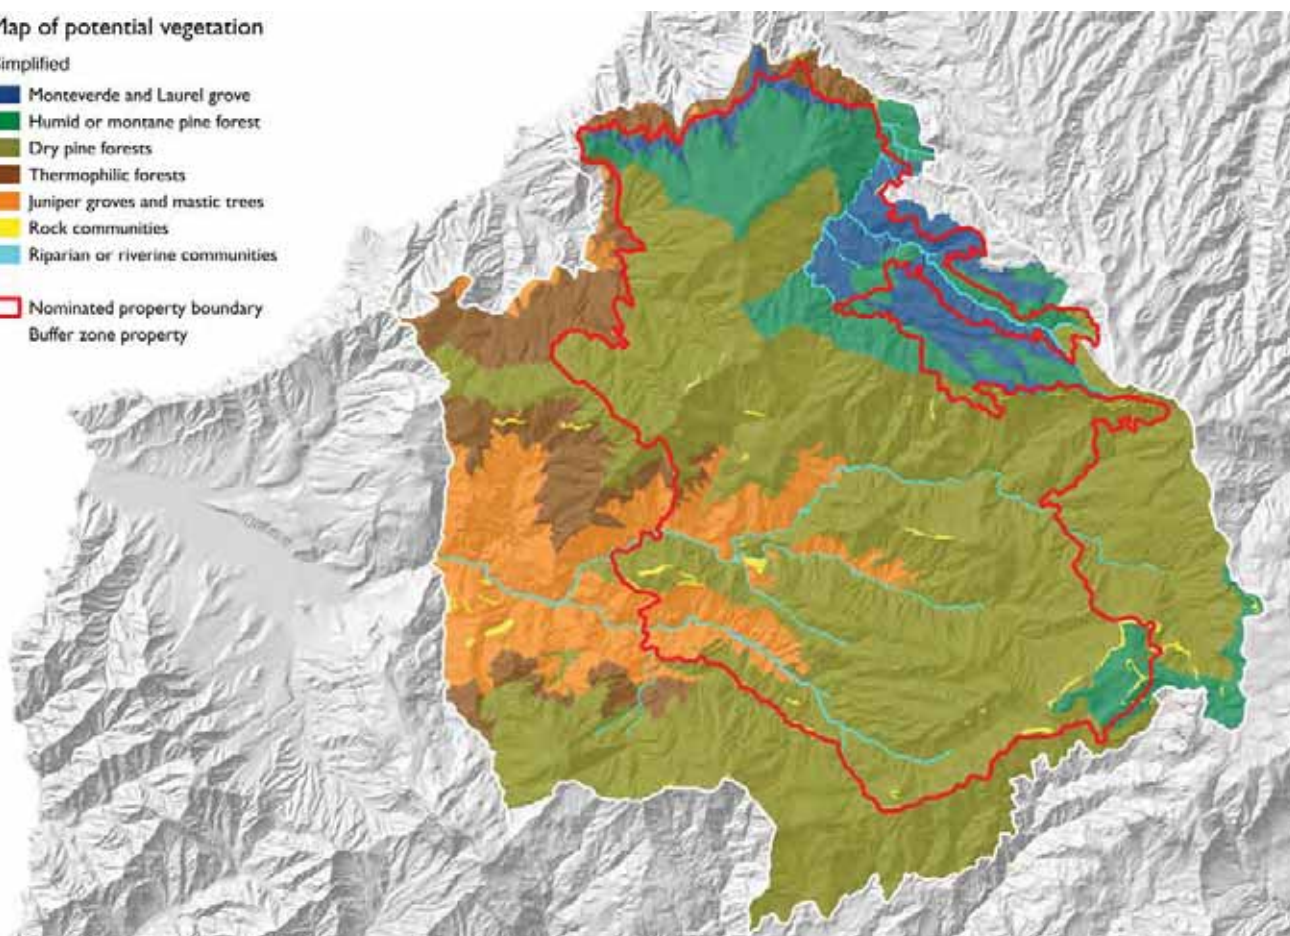 Map of potential vegetation
Simplified
Monteverde and Laurel grove
Humid or montane pine forest
Dry pine forests
Thermophilic forests
Juniper groves and mastic trees
Rock communities
Riparian or riverine communities
Nominated property boundary
Buffer zone property